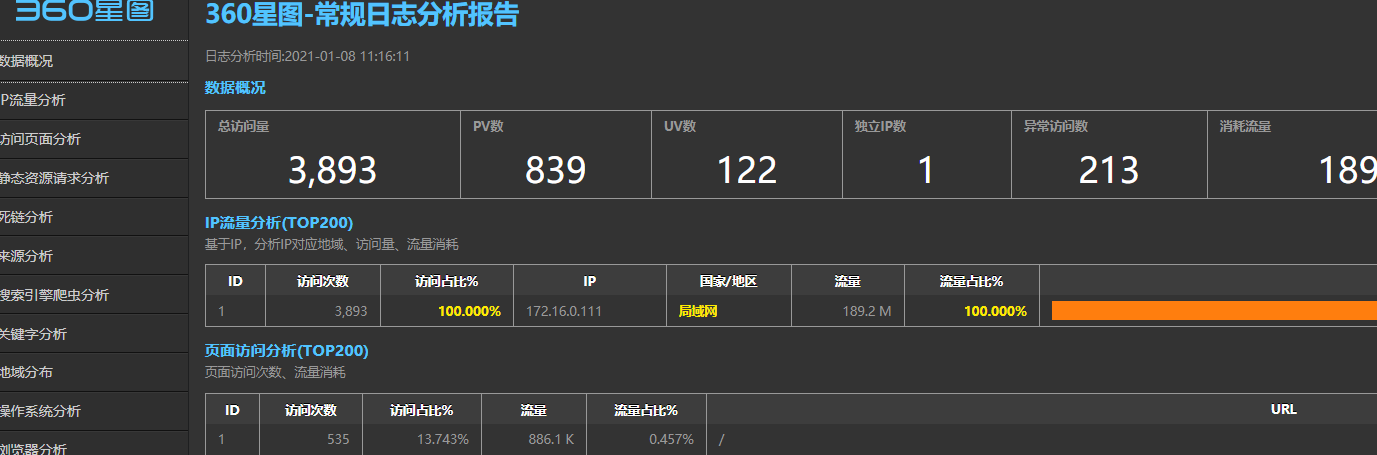 360星图
数据概况
IP流量分析
访问页面分析
静态资源请求分析
死链分析
来源分析
搜索引擎爬虫分析
关键字分析
地域分布
操作系统分析
浏览器分析
360星图-常规日志分析报告
日志分析时间:2021-01-08 11:16:11
数据概况
总访问量 PV数 UV数 独立IP数 异常访问数 消耗流量
3,893 839 122 1 213 189
IP流量分析(TOP200)
基于IP，分析IP对应地域、访问量、流量消耗
ID 访问次数 访问占比% IP 国家/地区 流量 流量占比%
1 3,893 100.000% 172.16.0.111 局域网 189.2 M 100.000%
页面访问分析(TOP200)
页面访问次数、流量消耗
ID 访问次数 访问占比% 流量 流量占比% URL
1 535 13.743% 886.1 K 0.457% /